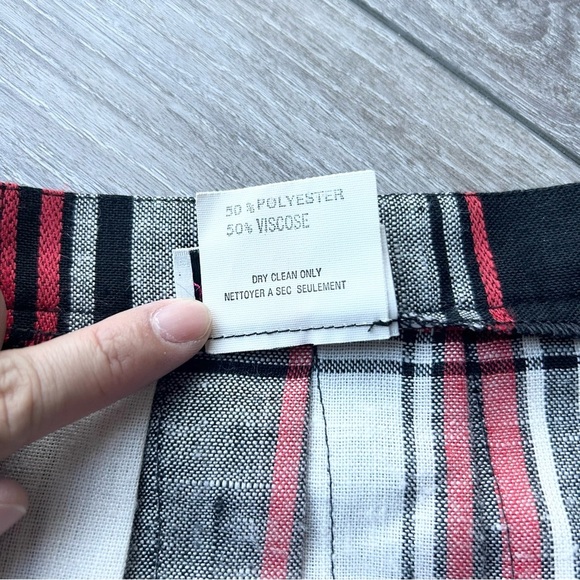 50 % POLYESTER
50% VISCOSE
DRY CLEAN ONLY
NETTOYER A SEC SEULEMENT